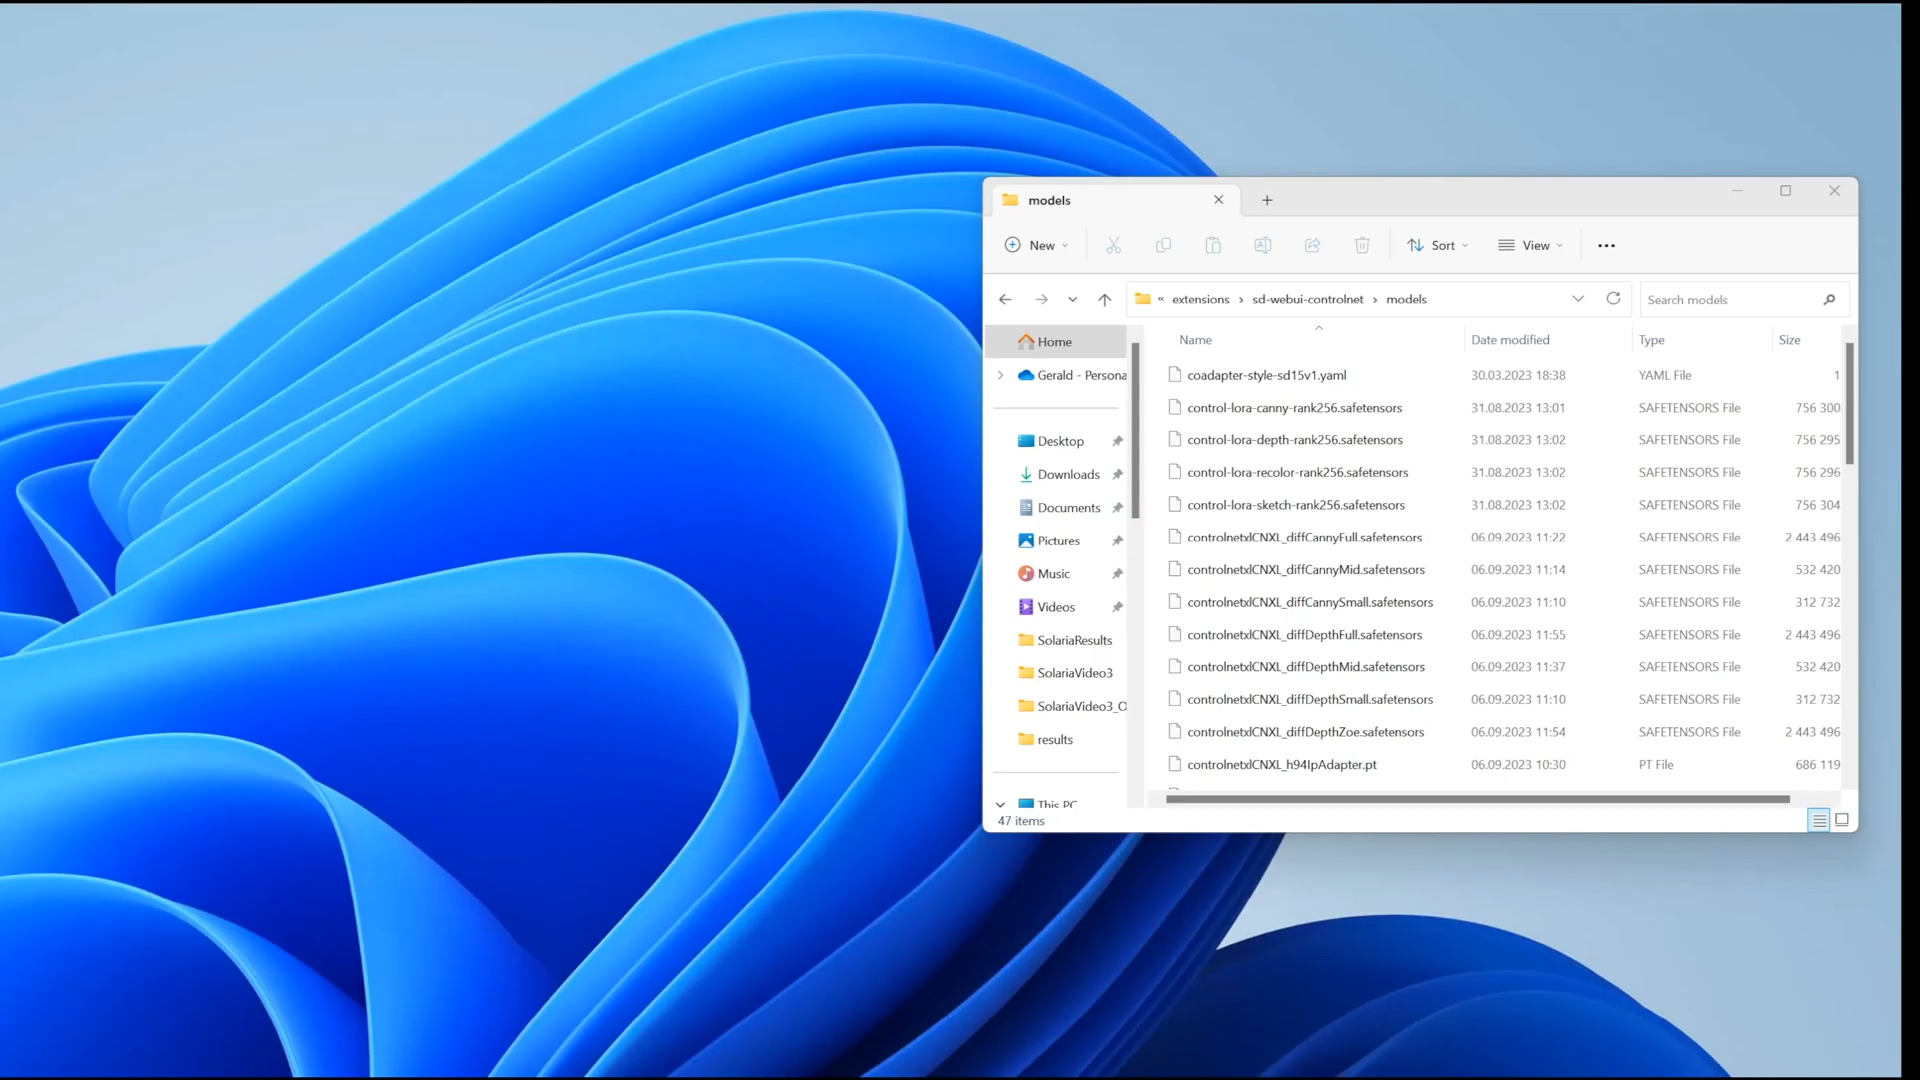 models
New
Sort
View
« extensions › sd-webui-controlnet › models
Search models
Home
Gerald - Persona
Desktop
Downloads
Documents
Pictures
Music
Videos
SolariaResults
SolariaVideo3
SolariaVideo3_O
results
This PC
Name Date modified Type Size
coadapter-style-sd15v1.yaml 30.03.2023 18:38 YAML File 1
control-lora-canny-rank256.safetensors 31.08.2023 13:01 SAFETENSORS File 756 300
control-lora-depth-rank256.safetensors 31.08.2023 13:02 SAFETENSORS File 756 295
control-lora-recolor-rank256.safetensors 31.08.2023 13:02 SAFETENSORS File 756 296
control-lora-sketch-rank256.safetensors 31.08.2023 13:02 SAFETENSORS File 756 304
controlnetxlCNXL_diffCannyFull.safetensors 06.09.2023 11:22 SAFETENSORS File 2 443 496
controlnetxlCNXL_diffCannyMid.safetensors 06.09.2023 11:14 SAFETENSORS File 532 420
controlnetxlCNXL_diffCannySmall.safetensors 06.09.2023 11:10 SAFETENSORS File 312 732
controlnetxlCNXL_diffDepthFull.safetensors 06.09.2023 11:55 SAFETENSORS File 2 443 496
controlnetxlCNXL_diffDepthMid.safetensors 06.09.2023 11:37 SAFETENSORS File 532 420
controlnetxlCNXL_diffDepthSmall.safetensors 06.09.2023 11:10 SAFETENSORS File 312 732
controlnetxlCNXL_diffDepthZoe.safetensors 06.09.2023 11:54 SAFETENSORS File 2 443 496
controlnetxlCNXL_h94IpAdapter.pt 06.09.2023 10:30 PT File 686 119
47 items